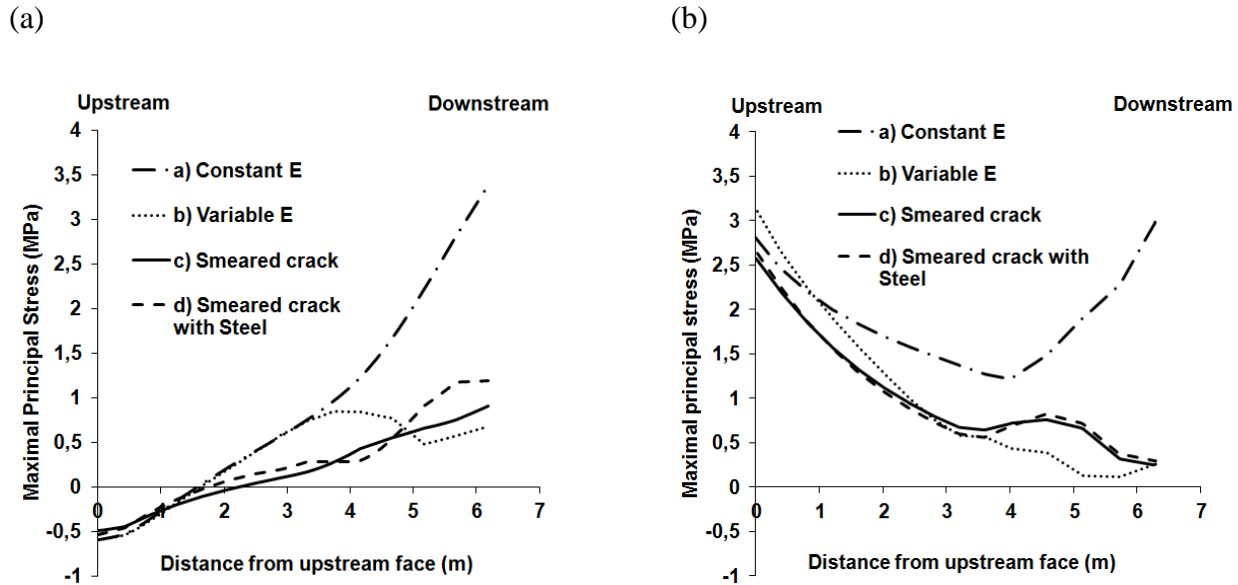 (a)
Upstream
Downstream
4
3,5
3
2,5
2
1,5
1
0,5
0
-0,5
-1
Maximal Principal Stress (MPa)
a) Constant E
b) Variable E
c) Smeared crack
d) Smeared crack
with Steel
0
1
2
3
4
5
6
7
Distance from upstream face (m)
(b)
Upstream
Downstream
4
3,5
3
2,5
2
1,5
1
0,5
0
-0,5
-1
Maximal principal stress (MPa)
a) Constant E
b) Variable E
c) Smeared crack
d) Smeared crack with
Steel
0
1
2
3
4
5
6
7
Distance from upstream face (m)